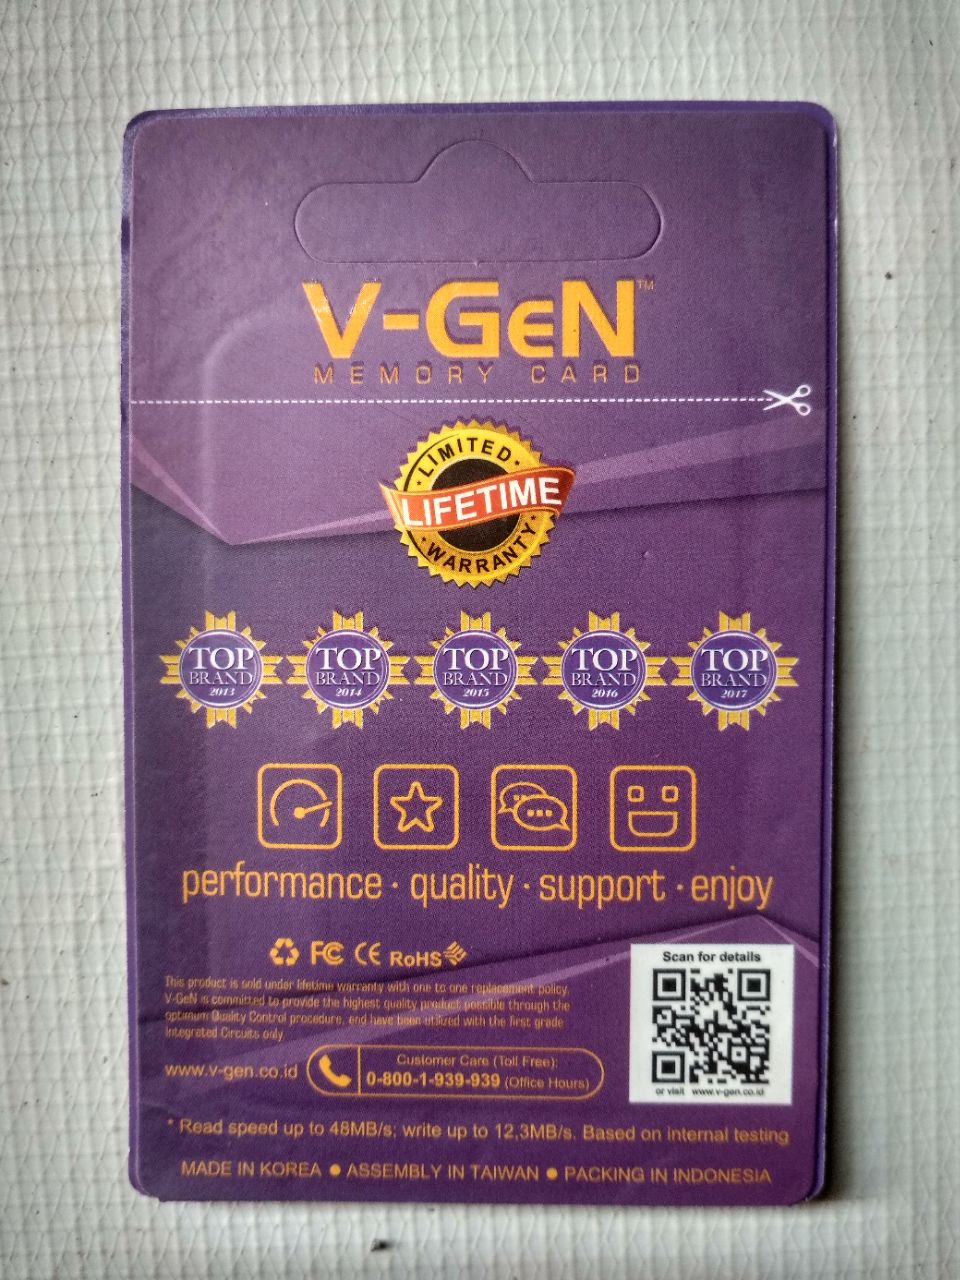 V-GeN™
MEMORY CARD
LIMITED
LIFETIME
WARRANTY
TOP BRAND 2013
TOP BRAND 2014
TOP BRAND 2015
TOP BRAND 2016
TOP BRAND 2017
performance · quality · support · enjoy
FC CE RoHS
This product is sold under lifetime warranty with one to one replacement policy.
V-GeN is committed to provide the highest quality product possible through the
optimum Quality Control procedure, and have been utilized with the first grade
Integrated Circuits only
www.v-gen.co.id
Customer Care (Toll Free):
0-800-1-939-939 (Office Hours)
Scan for details
or visit www.v-gen.co.id
* Read speed up to 48MB/s; write up to 12,3MB/s. Based on internal testing
MADE IN KOREA ● ASSEMBLY IN TAIWAN ● PACKING IN INDONESIA